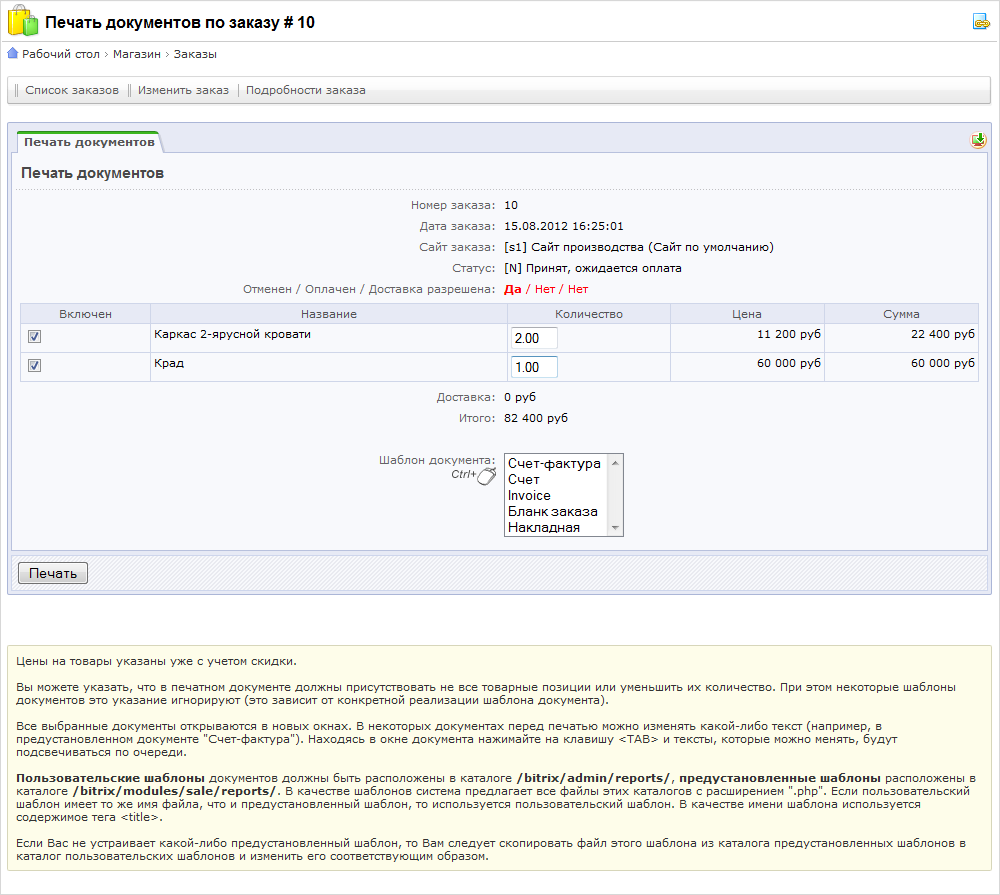 Печать документов по заказу # 10
Рабочий стол › Магазин › Заказы
Список заказов | Изменить заказ | Подробности заказа
Печать документов
Печать документов
Номер заказа: 10
Дата заказа: 15.08.2012 16:25:01
Сайт заказа: [s1] Сайт производства (Сайт по умолчанию)
Статус: [N] Принят, ожидается оплата
Отменен / Оплачен / Доставка разрешена: Да / Нет / Нет
Включен Название Количество Цена Сумма
Каркас 2-ярусной кровати 2.00 11 200 руб 22 400 руб
Крад 1.00 60 000 руб 60 000 руб
Доставка: 0 руб
Итого: 82 400 руб
Шаблон документа:
Ctrl+
Счет-фактура
Счет
Invoice
Бланк заказа
Накладная
Печать
Цены на товары указаны уже с учетом скидки.
Вы можете указать, что в печатном документе должны присутствовать не все товарные позиции или уменьшить их количество. При этом некоторые шаблоны
документов это указание игнорируют (это зависит от конкретной реализации шаблона документа).
Все выбранные документы открываются в новых окнах. В некоторых документах перед печатью можно изменять какой-либо текст (например, в
предустановленном документе "Счет-фактура"). Находясь в окне документа нажимайте на клавишу <TAB> и тексты, которые можно менять, будут
подсвечиваться по очереди.
Пользовательские шаблоны документов должны быть расположены в каталоге /bitrix/admin/reports/, предустановленные шаблоны расположены в
каталоге /bitrix/modules/sale/reports/. В качестве шаблонов система предлагает все файлы этих каталогов с расширением ".php". Если пользовательский
шаблон имеет то же имя файла, что и предустановленный шаблон, то используется пользовательский шаблон. В качестве имени шаблона используется
содержимое тега <title>.
Если Вас не устраивает какой-либо предустановленный шаблон, то Вам следует скопировать файл этого шаблона из каталога предустановленных шаблонов в
каталог пользовательских шаблонов и изменить его соответствующим образом.